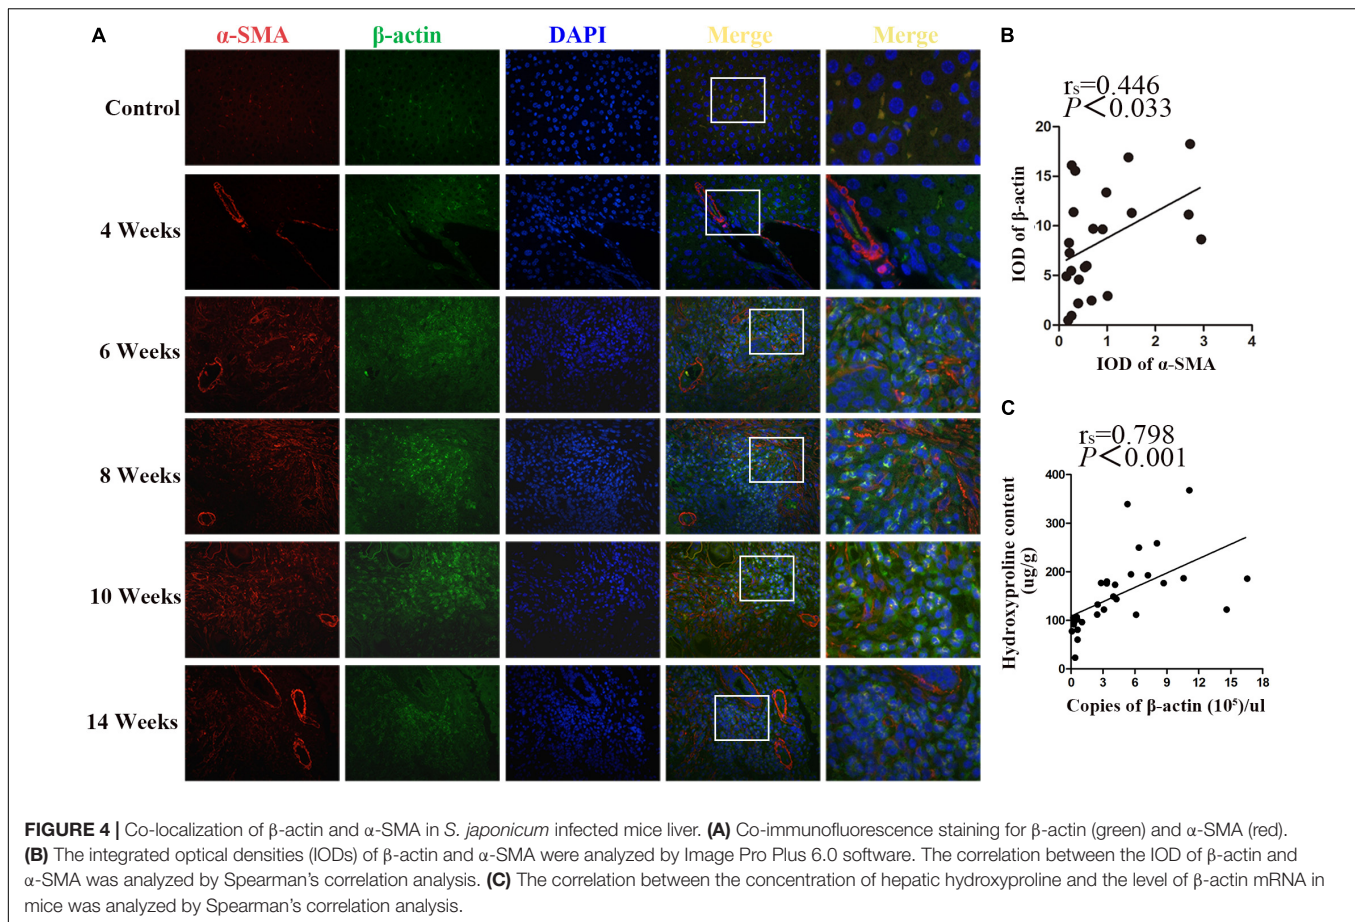 A
α-SMA β-actin DAPI Merge Merge
Control
4 Weeks
6 Weeks
8 Weeks
10 Weeks
14 Weeks
B
rs=0.446
P<0.033
20
15
10
5
0
IOD of β-actin
0 1 2 3 4
IOD of α-SMA
C
rs=0.798
P<0.001
400
300
200
100
0
Hydroxyproline content
(ug/g)
0 3 6 9 12 15 18
Copies of β-actin (10⁵)/ul
FIGURE 4 | Co-localization of β-actin and α-SMA in S. japonicum infected mice liver. (A) Co-immunofluorescence staining for β-actin (green) and α-SMA (red).
(B) The integrated optical densities (IODs) of β-actin and α-SMA were analyzed by Image Pro Plus 6.0 software. The correlation between the IOD of β-actin and
α-SMA was analyzed by Spearman's correlation analysis. (C) The correlation between the concentration of hepatic hydroxyproline and the level of β-actin mRNA in
mice was analyzed by Spearman's correlation analysis.